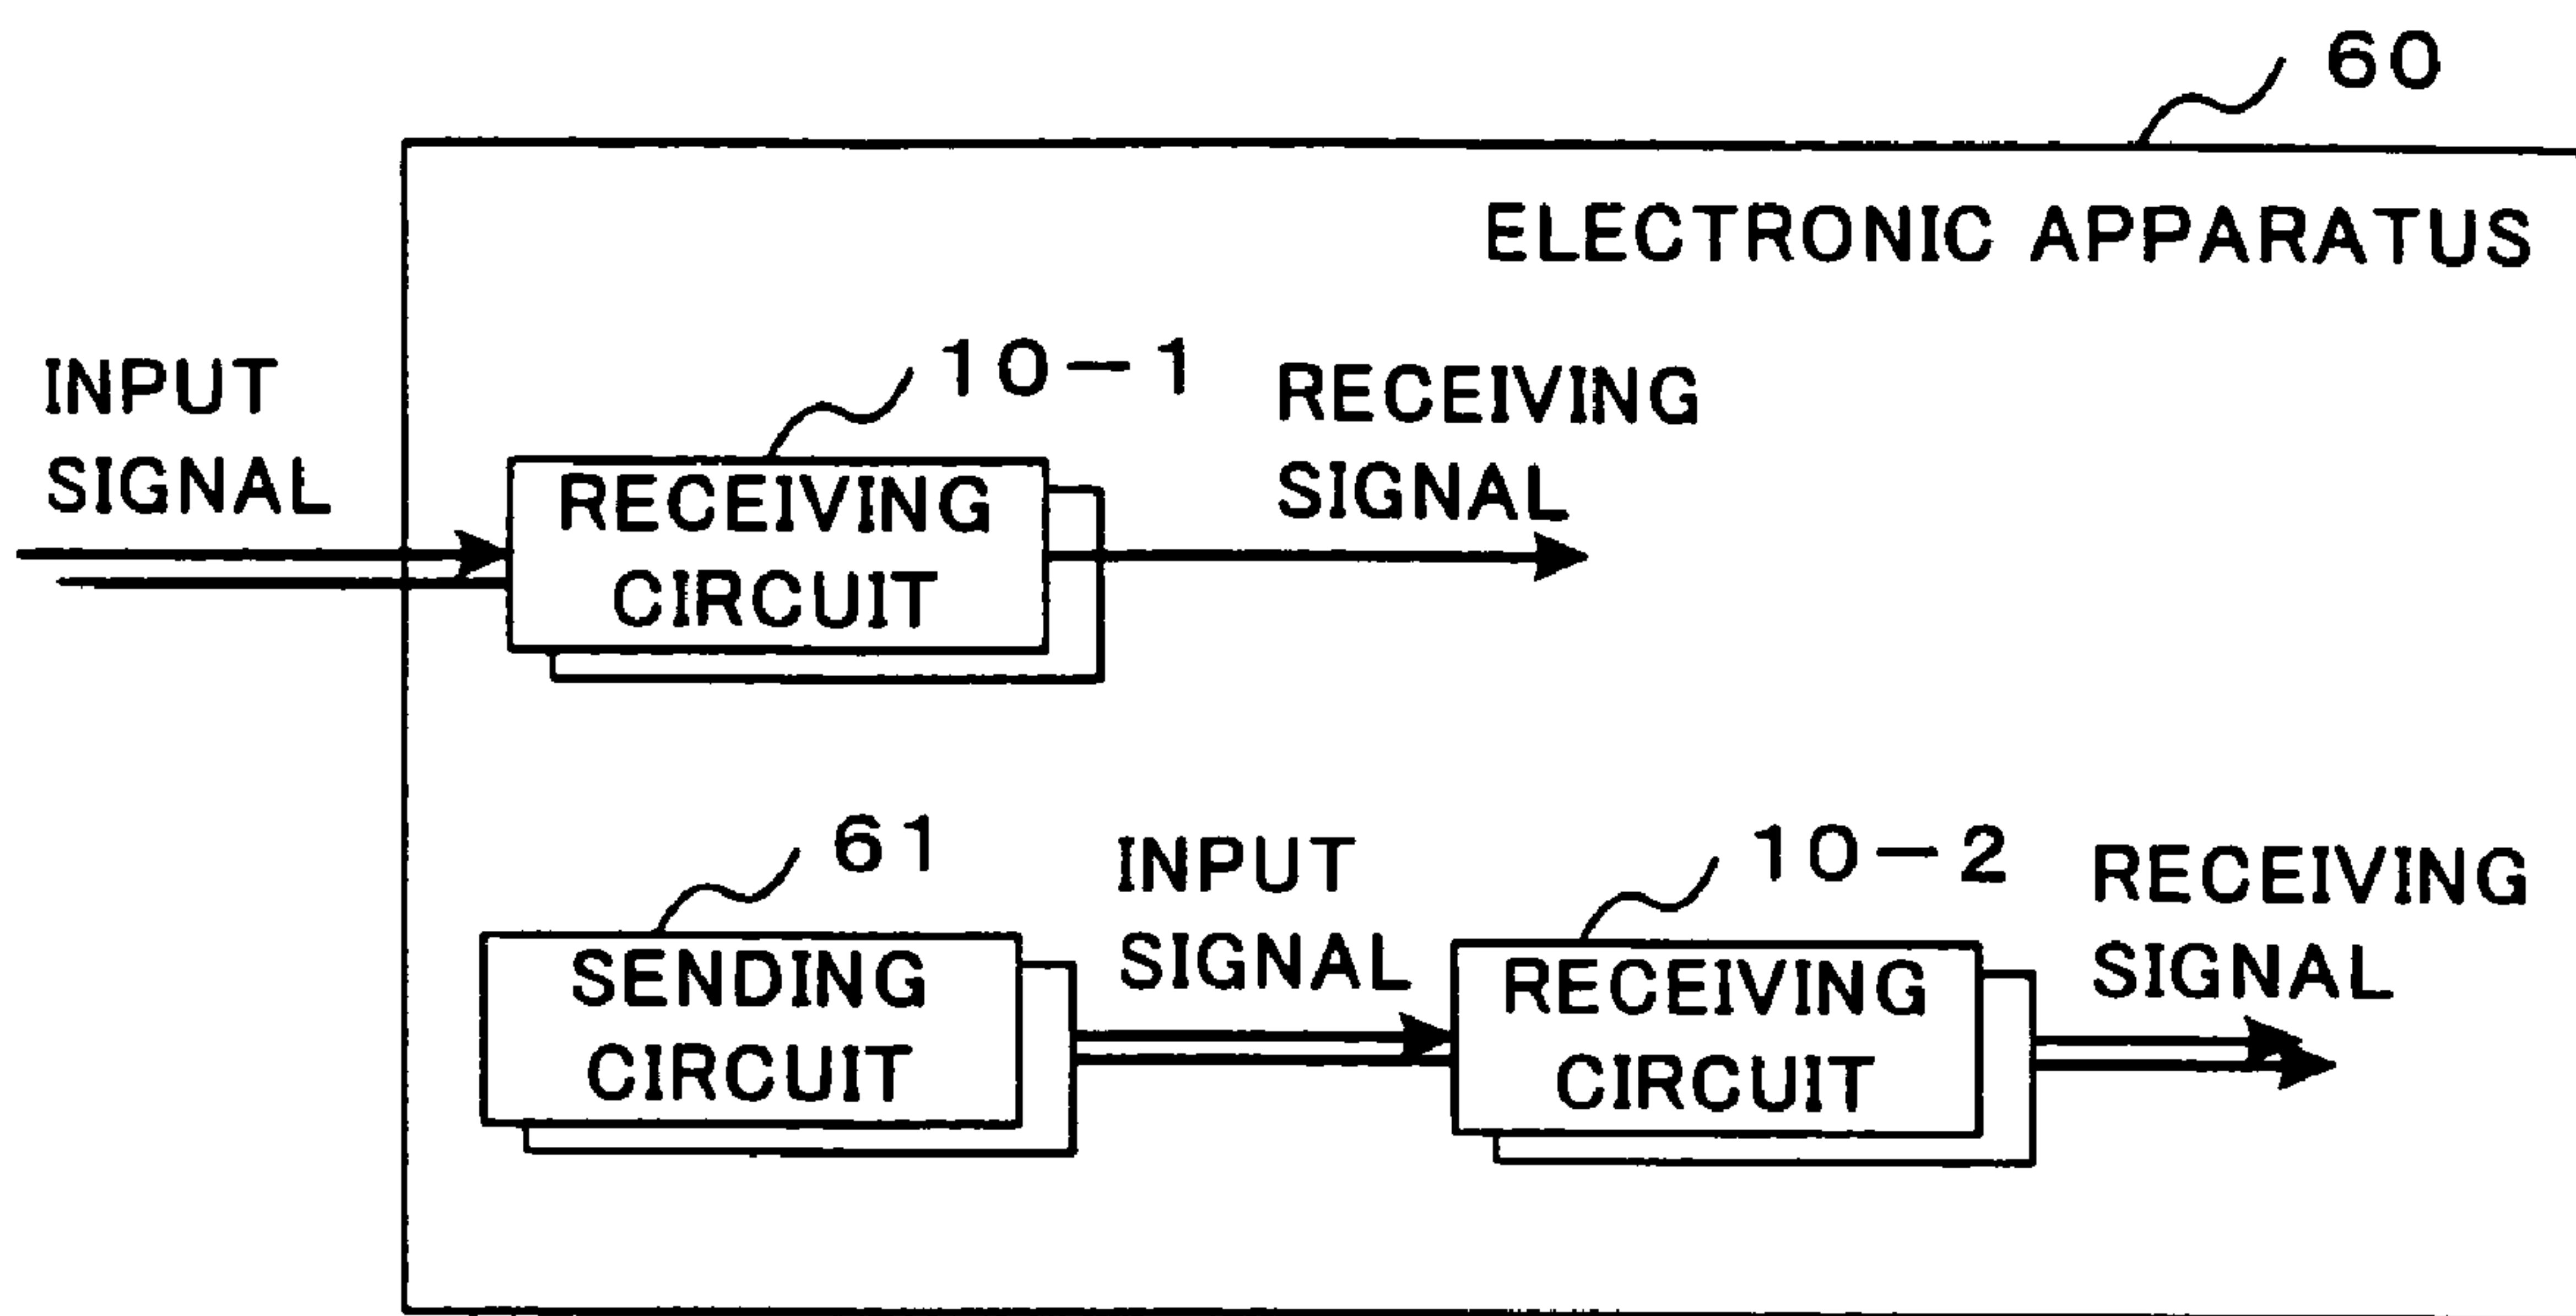 60
ELECTRONIC APPARATUS
INPUT
SIGNAL
10-1
RECEIVING
CIRCUIT
RECEIVING
SIGNAL
61
SENDING
CIRCUIT
INPUT
SIGNAL
10-2
RECEIVING
CIRCUIT
RECEIVING
SIGNAL